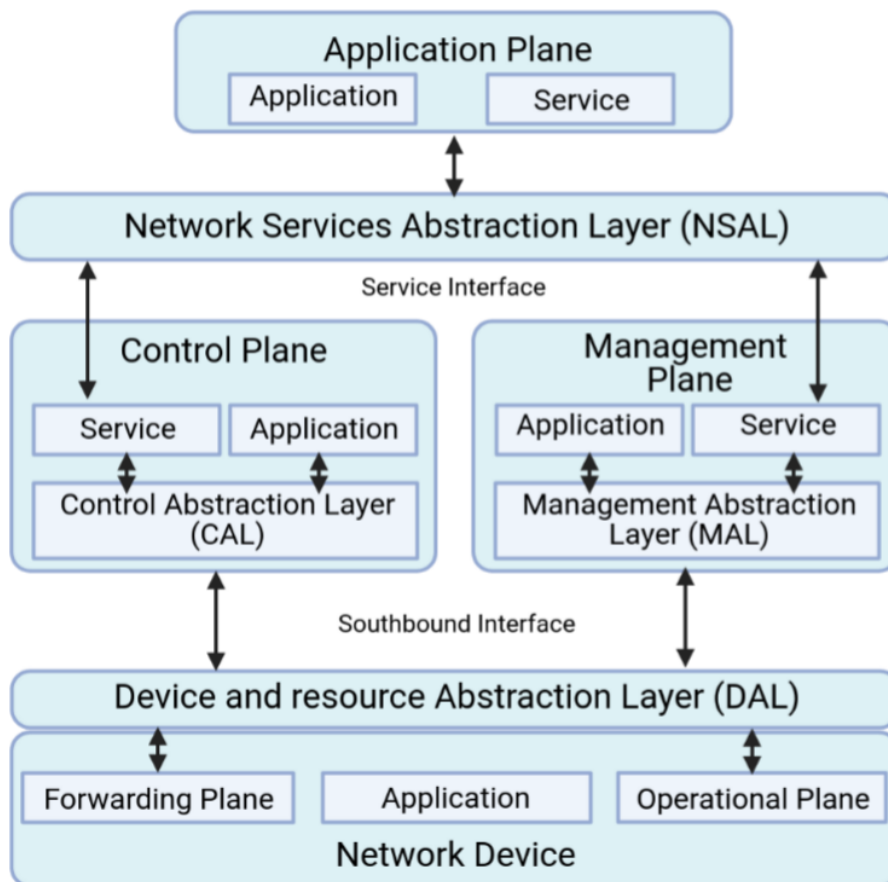 Application Plane
Application
Service
Network Services Abstraction Layer (NSAL)
Service Interface
Control Plane
Service
Application
Control Abstraction Layer
(CAL)
Management
Plane
Application
Service
Management Abstraction
Layer (MAL)
Southbound Interface
Device and resource Abstraction Layer (DAL)
Forwarding Plane
Application
Operational Plane
Network Device